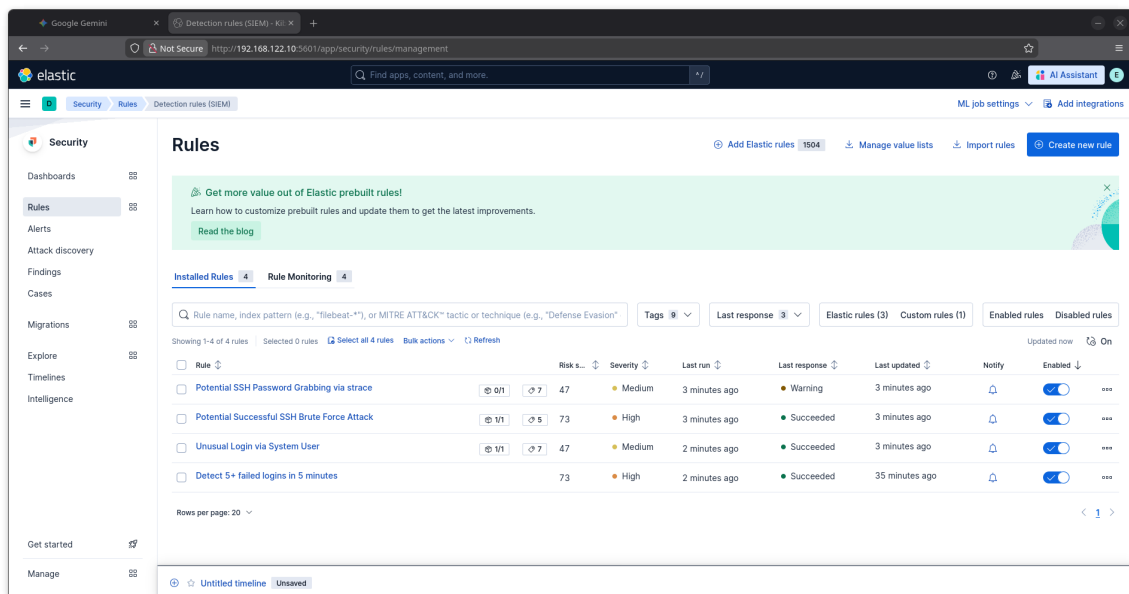 Google Gemini
Detection rules (SIEM) - Ki
Not Secure http://192.168.122.10:5601/app/security/rules/management
elastic
Find apps, content, and more.
^/
AI Assistant
E
D
Security
Rules
Detection rules (SIEM)
ML job settings
Add integrations
Security
Dashboards
Rules
Alerts
Attack discovery
Findings
Cases
Migrations
Explore
Timelines
Intelligence
Get started
Manage
Rules
Add Elastic rules 1504
Manage value lists
Import rules
Create new rule
Get more value out of Elastic prebuilt rules!
Learn how to customize prebuilt rules and update them to get the latest improvements.
Read the blog
Installed Rules 4
Rule Monitoring 4
Rule name, index pattern (e.g., "filebeat-*"), or MITRE ATT&CK™ tactic or technique (e.g., "Defense Evasion"
Tags 9
Last response 3
Elastic rules (3) Custom rules (1)
Enabled rules Disabled rules
Showing 1-4 of 4 rules Selected 0 rules Select all 4 rules Bulk actions Refresh
Updated now On
Rule Risk s... Severity Last run Last response Last updated Notify Enabled
Potential SSH Password Grabbing via strace 0/1 7 47 Medium 3 minutes ago Warning 3 minutes ago
Potential Successful SSH Brute Force Attack 1/1 5 73 High 3 minutes ago Succeeded 3 minutes ago
Unusual Login via System User 1/1 7 47 Medium 2 minutes ago Succeeded 3 minutes ago
Detect 5+ failed logins in 5 minutes 73 High 2 minutes ago Succeeded 35 minutes ago
Rows per page: 20
1
Untitled timeline Unsaved